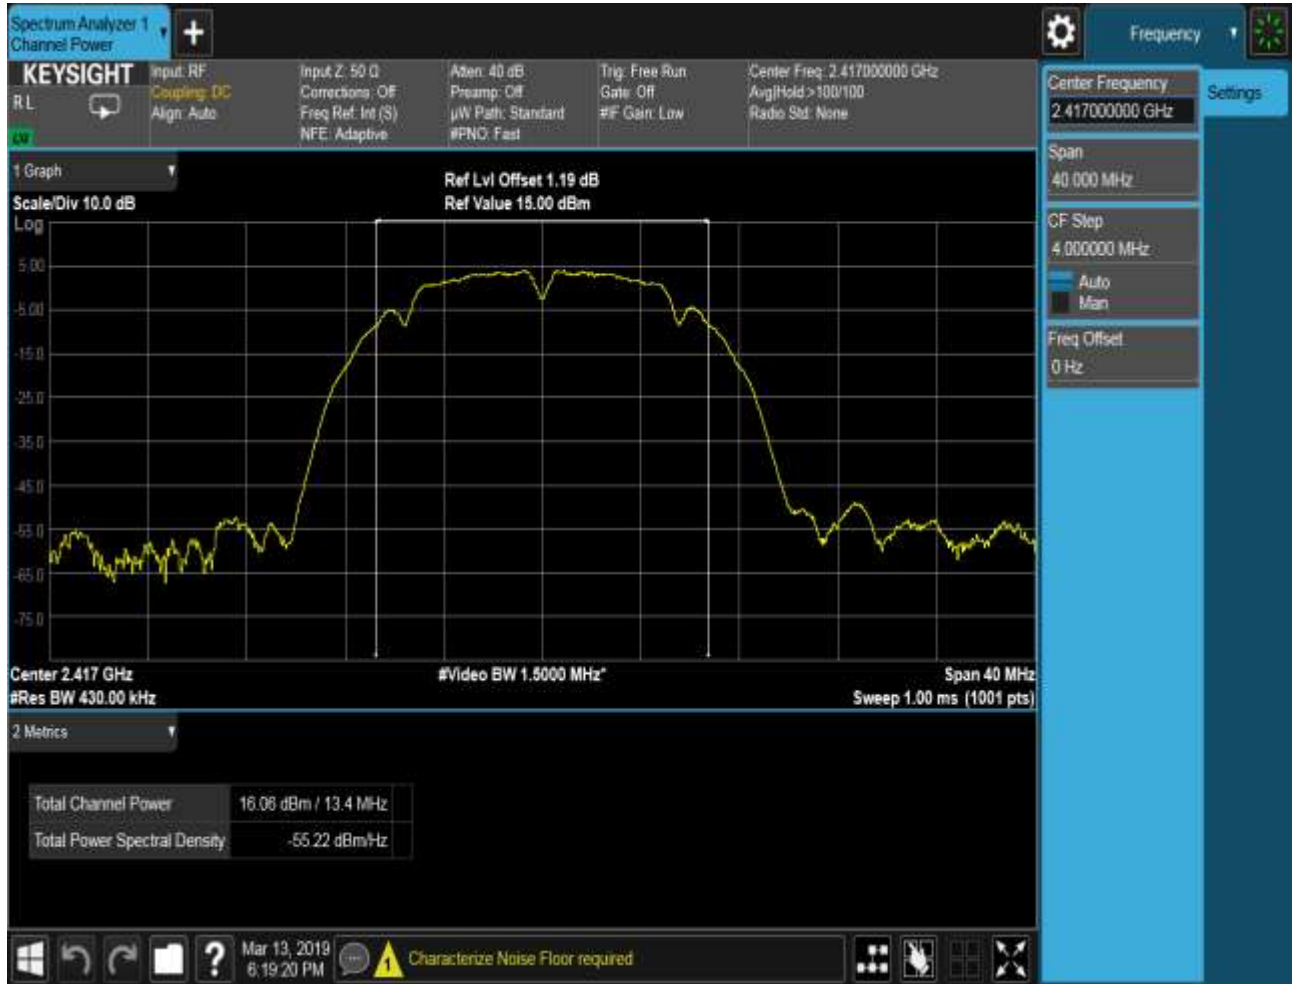 Spectrum Analyzer 1
Channel Power
Frequency
KEYSIGHT
RL
Input: RF
Coupling: DC
Align: Auto
Input Z: 50 Ω
Corrections: Off
Freq Ref: Int (S)
NFE: Adaptive
Atten: 40 dB
Preamp: Off
µW Path: Standard
#PNO: Fast
Trig: Free Run
Gate: Off
#IF Gain: Low
Center Freq: 2.417000000 GHz
Avg|Hold:>100/100
Radio Std: None
Center Frequency
2.417000000 GHz
Settings
Span
40.000 MHz
CF Step
4.000000 MHz
Auto
Man
Freq Offset
0 Hz
1 Graph
Scale/Div 10.0 dB
Ref Lvl Offset 1.19 dB
Ref Value 15.00 dBm
Log
5.00
-5.00
-15.0
-25.0
-35.0
-45.0
-55.0
-65.0
-75.0
Center 2.417 GHz
#Video BW 1.5000 MHz*
Span 40 MHz
#Res BW 430.00 kHz
Sweep 1.00 ms (1001 pts)
2 Metrics
Total Channel Power
16.06 dBm / 13.4 MHz
Total Power Spectral Density
-55.22 dBm/Hz
?
Mar 13, 2019
6:19:20 PM
1
Characterize Noise Floor required